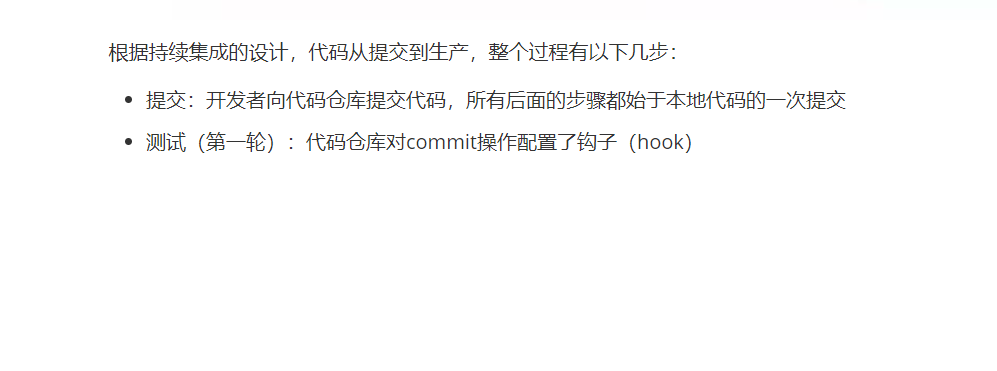 根据持续集成的设计，代码从提交到生产，整个过程有以下几步：
• 提交：开发者向代码仓库提交代码，所有后面的步骤都始于本地代码的一次提交
• 测试（第一轮）：代码仓库对commit操作配置了钩子（hook）